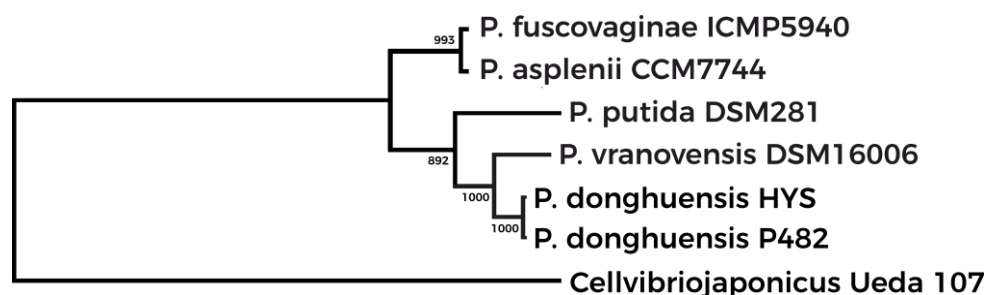 993
P. fuscovaginae ICMP5940
P. asplenii CCM7744
P. putida DSM281
892
P. vranovensis DSM16006
1000
P. donghuensis HYS
1000
P. donghuensis P482
Cellvibriojaponicus Ueda 107